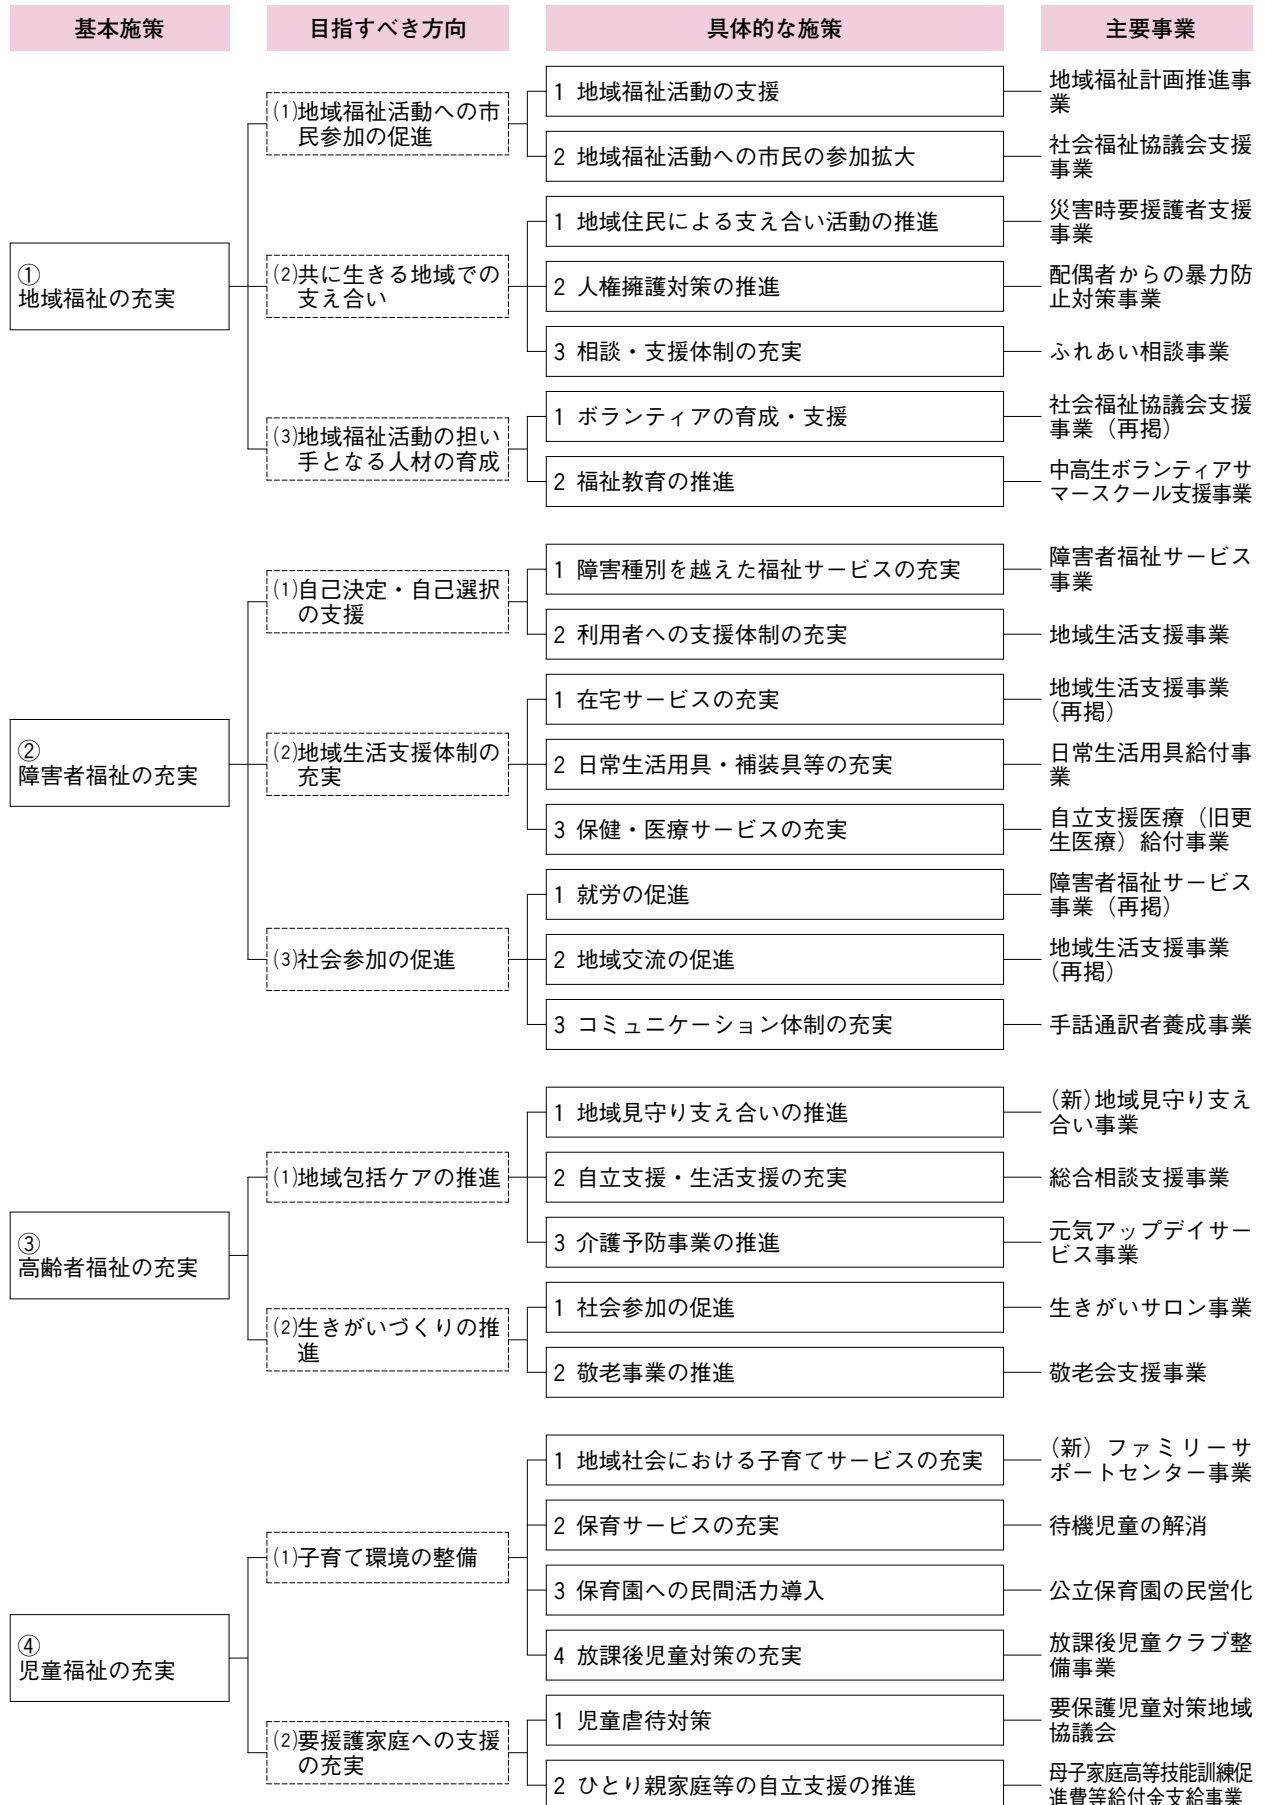 基本施策
目指すべき方向
具体的な施策
主要事業
①
地域福祉の充実
⑴地域福祉活動への市
民参加の促進
1 地域福祉活動の支援
地域福祉計画推進事
業
2 地域福祉活動への市民の参加拡大
社会福祉協議会支援
事業
⑵共に生きる地域での
支え合い
1 地域住民による支え合い活動の推進
災害時要援護者支援
事業
2 人権擁護対策の推進
配偶者からの暴力防
止対策事業
3 相談・支援体制の充実
ふれあい相談事業
⑶地域福祉活動の担い
手となる人材の育成
1 ボランティアの育成・支援
社会福祉協議会支援
事業（再掲）
2 福祉教育の推進
中高生ボランティアサ
マースクール支援事業
②
障害者福祉の充実
⑴自己決定・自己選択
の支援
1 障害種別を越えた福祉サービスの充実
障害者福祉サービス
事業
2 利用者への支援体制の充実
地域生活支援事業
⑵地域生活支援体制の
充実
1 在宅サービスの充実
地域生活支援事業
（再掲）
2 日常生活用具・補装具等の充実
日常生活用具給付事
業
3 保健・医療サービスの充実
自立支援医療（旧更
生医療）給付事業
⑶社会参加の促進
1 就労の促進
障害者福祉サービス
事業（再掲）
2 地域交流の促進
地域生活支援事業
（再掲）
3 コミュニケーション体制の充実
手話通訳者養成事業
③
高齢者福祉の充実
⑴地域包括ケアの推進
1 地域見守り支え合いの推進
（新）地域見守り支え
合い事業
2 自立支援・生活支援の充実
総合相談支援事業
3 介護予防事業の推進
元気アップデイサー
ビス事業
⑵生きがいづくりの推
進
1 社会参加の促進
生きがいサロン事業
2 敬老事業の推進
敬老会支援事業
④
児童福祉の充実
⑴子育て環境の整備
1 地域社会における子育てサービスの充実
（新）ファミリーサ
ポートセンター事業
2 保育サービスの充実
待機児童の解消
3 保育園への民間活力導入
公立保育園の民営化
4 放課後児童対策の充実
放課後児童クラブ整
備事業
⑵要援護家庭への支援
の充実
1 児童虐待対策
要保護児童対策地域
協議会
2 ひとり親家庭等の自立支援の推進
母子家庭高等技能訓練促
進費等給付金支給事業